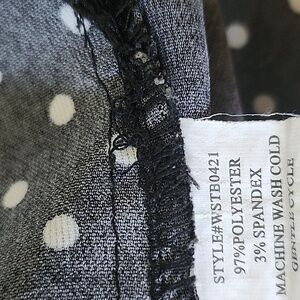 STYLE#WSTB0421
97%POLYESTER
3% SPANDEX
MACHINE WASH COLD
GENTLE CYCLE